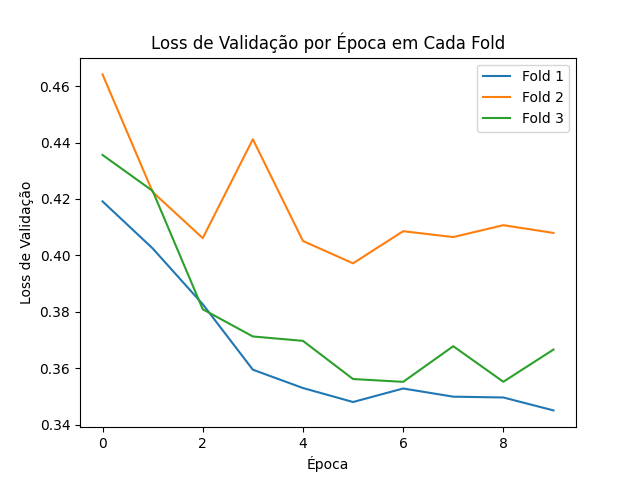 Loss de Validação por Época em Cada Fold
Fold 1
Fold 2
Fold 3
Loss de Validação
0.46
0.44
0.42
0.40
0.38
0.36
0.34
0 2 4 6 8
Época